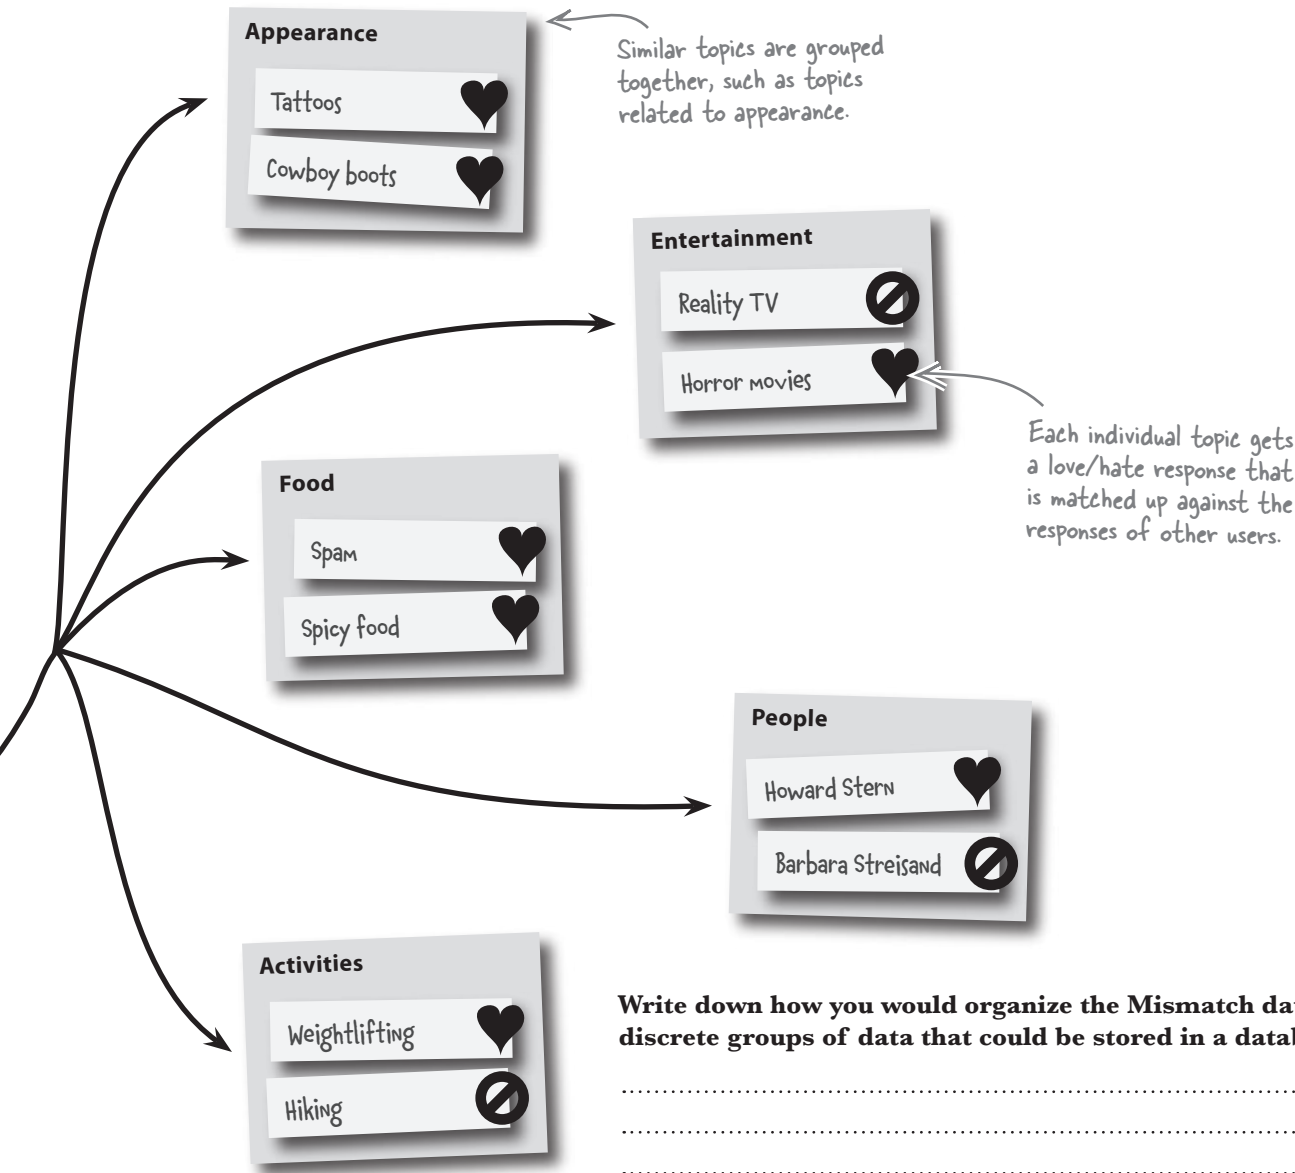 Appearance
Tattoos
Cowboy boots
Similar topics are grouped
together, such as topics
related to appearance.
Entertainment
Reality TV
Horror movies
Each individual topic gets
a love/hate response that
is matched up against the
responses of other users.
Food
Spam
Spicy food
People
Howard Stern
Barbara Streisand
Activities
Weightlifting
Hiking
Write down how you would organize the Mismatch da
discrete groups of data that could be stored in a datab